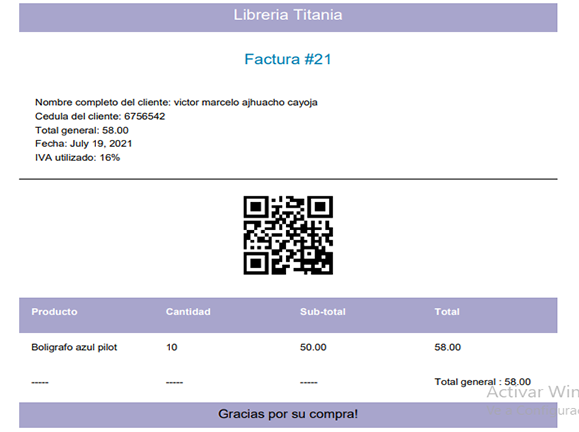 Libreria Titania
Factura #21
Nombre completo del cliente: victor marcelo ajhuacho cayoja
Cedula del cliente: 6756542
Total general: 58.00
Fecha: July 19, 2021
IVA utilizado: 16%
Producto Cantidad Sub-total Total
Boligrafo azul pilot 10 50.00 58.00
----- ----- ----- Total general : 58.00
Activar Win
Gracias por su compra!